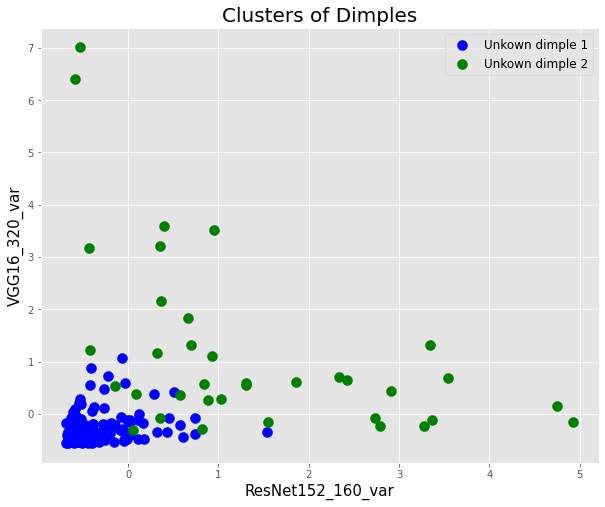 Clusters of Dimples
Unkown dimple 1
Unkown dimple 2
7
6
5
4
3
2
1
0
VGG16_320_var
0
1
2
3
4
5
ResNet152_160_var